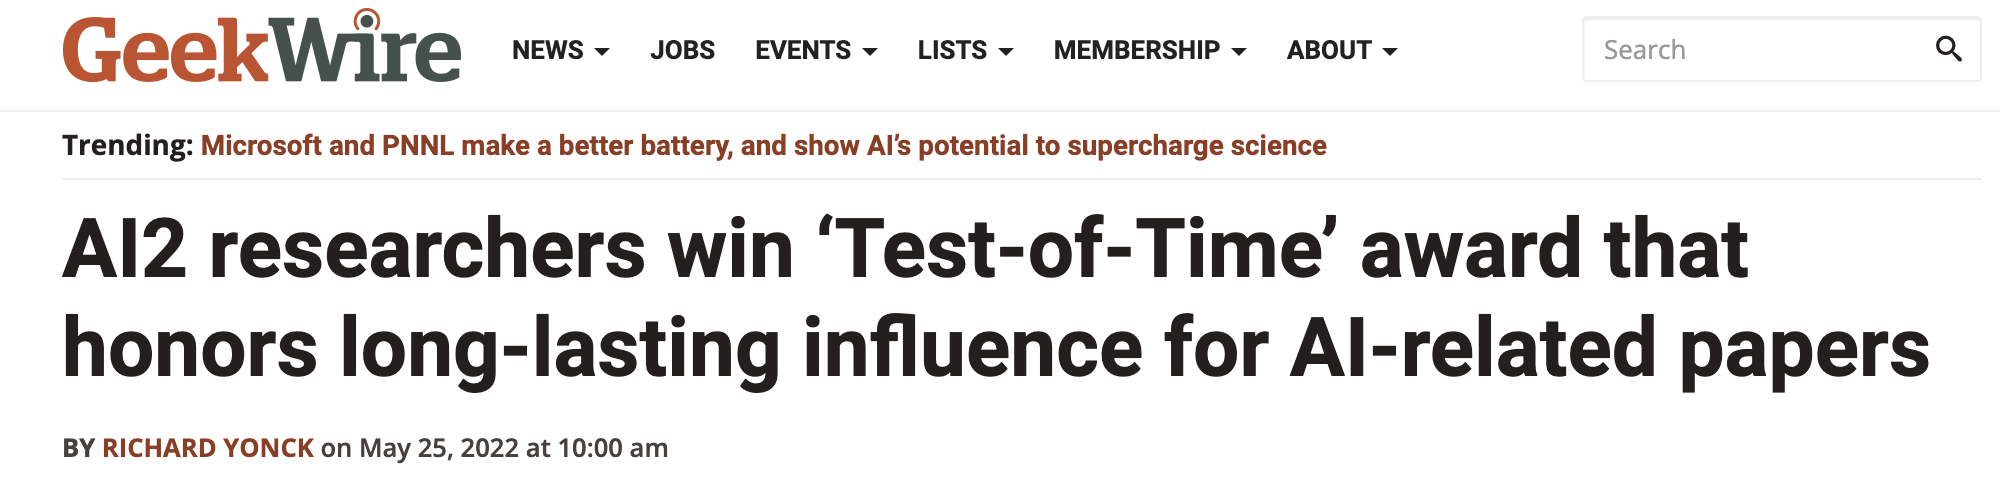 GeekWire NEWS JOBS EVENTS LISTS MEMBERSHIP ABOUT Search
Trending: Microsoft and PNNL make a better battery, and show AI’s potential to supercharge science
AI2 researchers win ‘Test-of-Time’ award that
honors long-lasting influence for AI-related papers
BY RICHARD YONCK on May 25, 2022 at 10:00 am